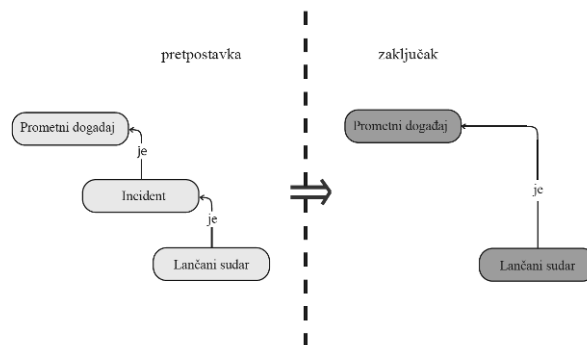 pretpostavka
zaključak
Prometni događaj
je
Incident
je
Lančani sudar
Prometni događaj
je
Lančani sudar